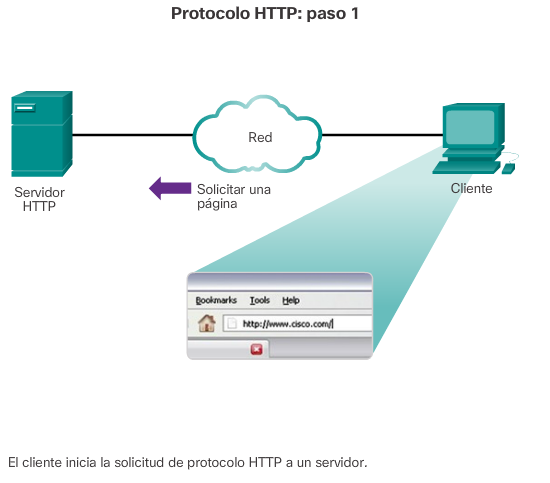 Protocolo HTTP: paso 1
Red
Servidor
HTTP
Solicitar una
página
Cliente
Bookmarks Tools Help
http://www.cisco.com/
El cliente inicia la solicitud de protocolo HTTP a un servidor.